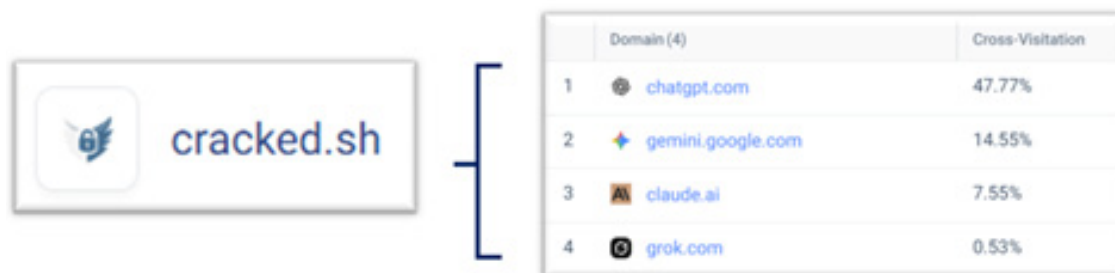 cracked.sh
Domain (4) Cross-Visitation
1 chatgpt.com 47.77%
2 gemini.google.com 14.55%
3 claude.ai 7.55%
4 grok.com 0.53%